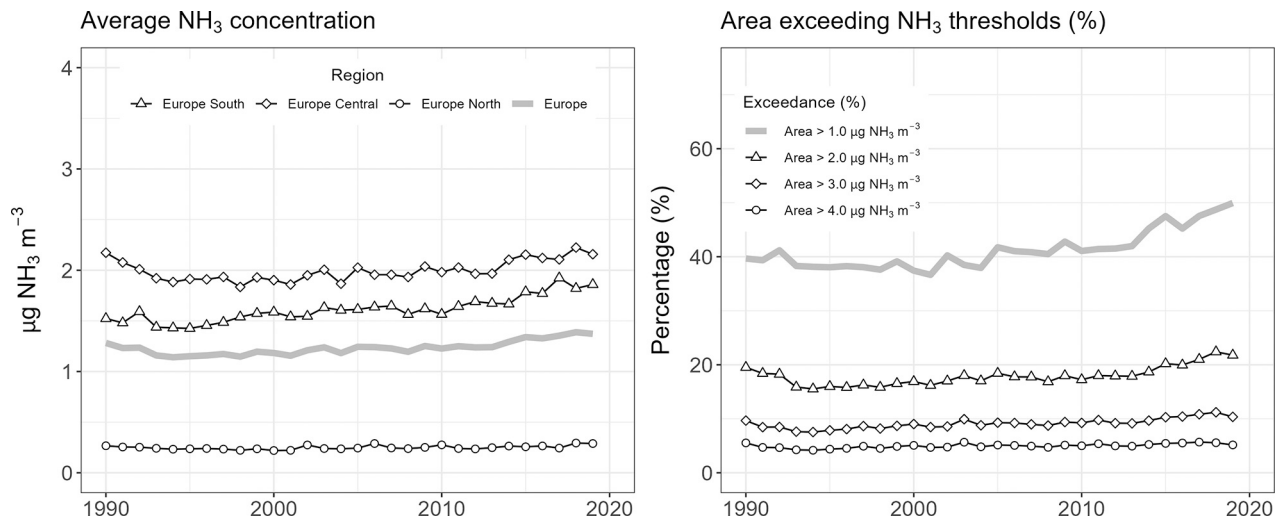 Average NH₃ concentration
µg NH₃ m⁻³
4
3
2
1
0
Region
Europe South Europe Central Europe North Europe
1990 2000 2010 2020
Area exceeding NH₃ thresholds (%)
Percentage (%)
60
40
20
0
Exceedance (%)
Area > 1.0 µg NH₃ m⁻³
Area > 2.0 µg NH₃ m⁻³
Area > 3.0 µg NH₃ m⁻³
Area > 4.0 µg NH₃ m⁻³
1990 2000 2010 2020